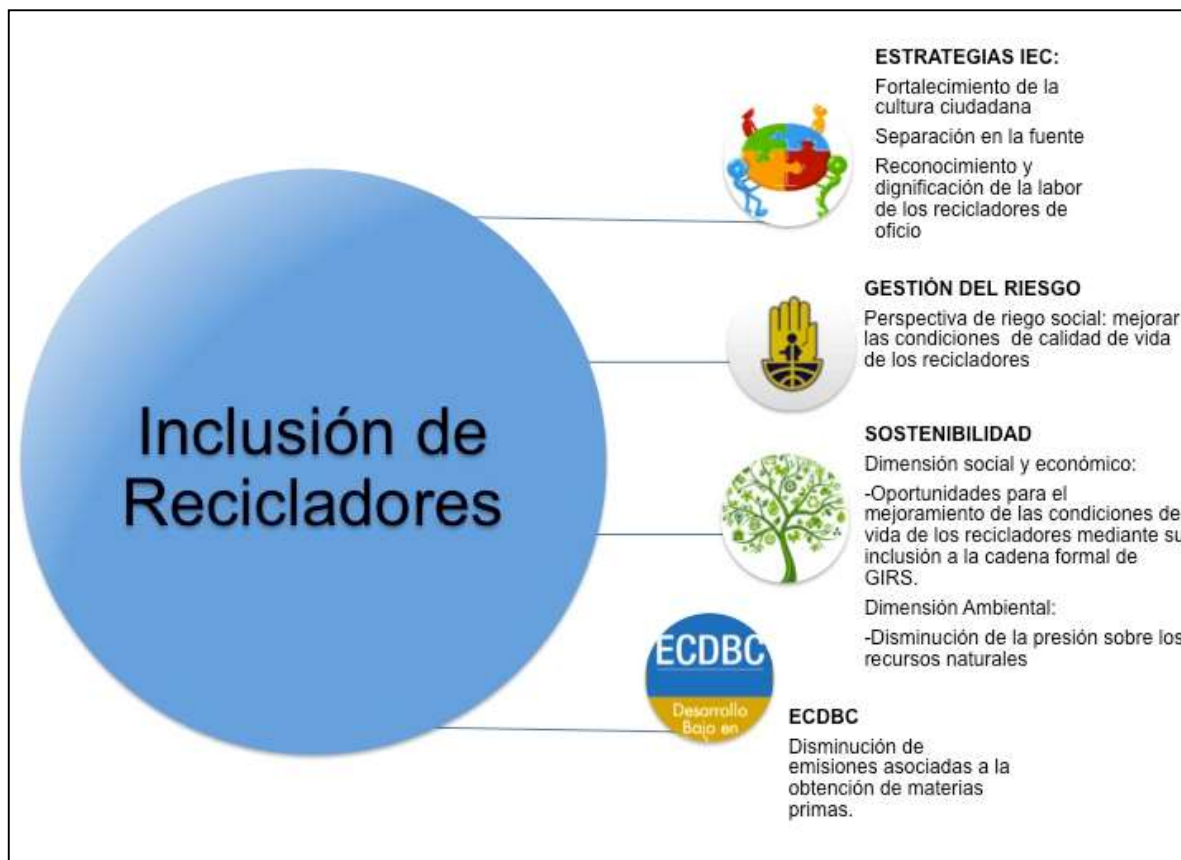 Inclusión de
Recicladores
ESTRATEGIAS IEC:
Fortalecimiento de la
cultura ciudadana
Separación en la fuente
Reconocimiento y
dignificación de la labor
de los recicladores de
oficio
GESTIÓN DEL RIESGO
Perspectiva de riego social: mejorar
las condiciones de calidad de vida
de los recicladores
SOSTENIBILIDAD
Dimensión social y económico:
-Oportunidades para el
mejoramiento de las condiciones de
vida de los recicladores mediante su
inclusión a la cadena formal de
GIRS.
Dimensión Ambiental:
-Disminución de la presión sobre los
recursos naturales
ECDBC
Desarrollo
Bajo en
ECDBC
Disminución de
emisiones asociadas a la
obtención de materias
primas.